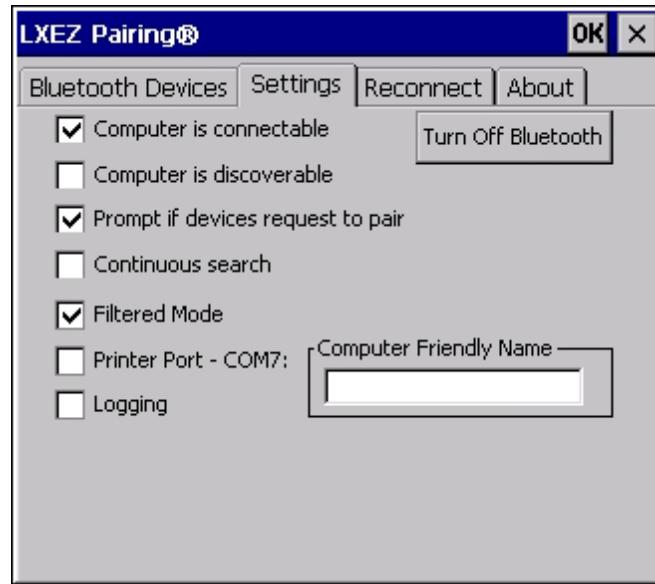 LXEZ Pairing® OK ×
Bluetooth Devices Settings Reconnect About
Computer is connectable Turn Off Bluetooth
Computer is discoverable
Prompt if devices request to pair
Continuous search
Filtered Mode
Printer Port - COM7: Computer Friendly Name
Logging